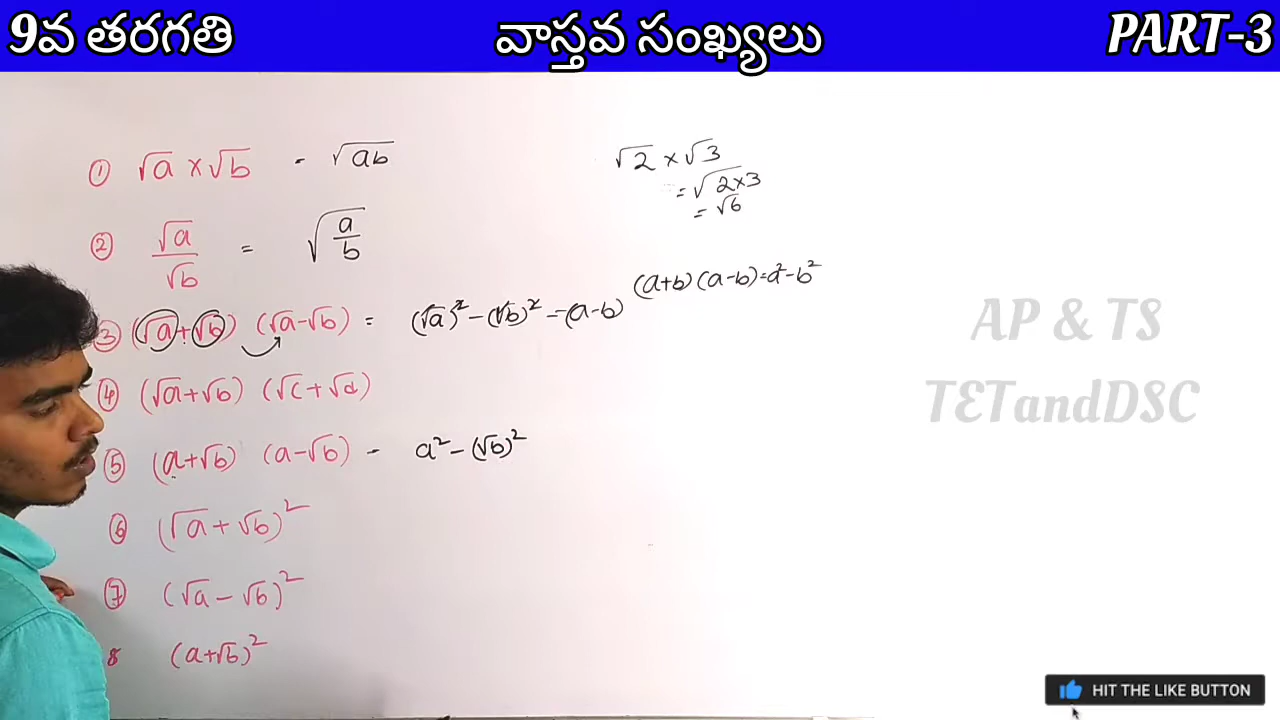 9వ తరగతి వాస్తవ సంఖ్యలు PART-3
① √a × √b = √ab
√2 × √3
= √2×3
= √6
② √a/√b = √a/b
(a+b) (a-b) = a²-b²
③ (√a+√b) (√a-√b) = (√a)² - (√b)² = (a-b)
④ (√a+√b) (√c+√d)
⑤ (a+√b) (a-√b) = a² - (√b)²
⑥ (√a+√b)²
⑦ (√a-√b)²
8 (a+√b)²
AP & TS
TETandDSC
HIT THE LIKE BUTTON